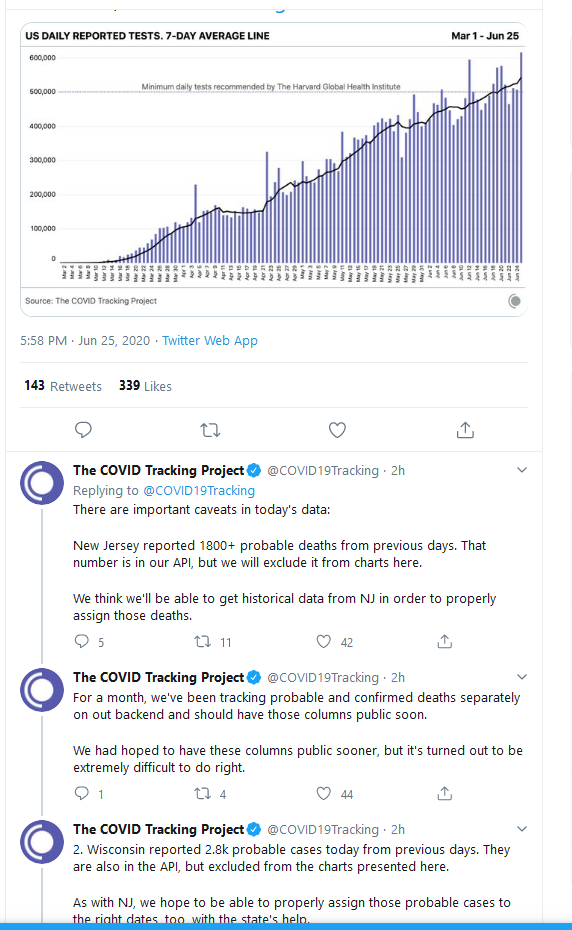 US DAILY REPORTED TESTS. 7-DAY AVERAGE LINE
Mar 1 - Jun 25
600,000
Minimum daily tests recommended by The Harvard Global Health Institute
500,000
400,000
300,000
200,000
100,000
0
Mar 2 Mar 4 Mar 6 Mar 8 Mar 10 Mar 12 Mar 14 Mar 16 Mar 18 Mar 20 Mar 22 Mar 24 Mar 26 Mar 28 Mar 30 Apr 1 Apr 3 Apr 5 Apr 7 Apr 9 Apr 11 Apr 13 Apr 15 Apr 17 Apr 19 Apr 21 Apr 23 Apr 25 Apr 27 Apr 29 May 1 May 3 May 5 May 7 May 9 May 11 May 13 May 15 May 17 May 19 May 21 May 23 May 25 May 27 May 29 May 31 Jun 2 Jun 4 Jun 6 Jun 8 Jun 10 Jun 12 Jun 14 Jun 16 Jun 18 Jun 20 Jun 22 Jun 24
Source: The COVID Tracking Project
5:58 PM · Jun 25, 2020 · Twitter Web App
143 Retweets 339 Likes
The COVID Tracking Project @COVID19Tracking · 2h
Replying to @COVID19Tracking
There are important caveats in today's data:
New Jersey reported 1800+ probable deaths from previous days. That
number is in our API, but we will exclude it from charts here.
We think we'll be able to get historical data from NJ in order to properly
assign those deaths.
5 11 42
The COVID Tracking Project @COVID19Tracking · 2h
For a month, we've been tracking probable and confirmed deaths separately
on out backend and should have those columns public soon.
We had hoped to have these columns public sooner, but it's turned out to be
extremely difficult to do right.
1 4 44
The COVID Tracking Project @COVID19Tracking · 2h
2. Wisconsin reported 2.8k probable cases today from previous days. They
are also in the API, but excluded from the charts presented here.
As with NJ, we hope to be able to properly assign those probable cases to
the right dates, too, with the state's help.